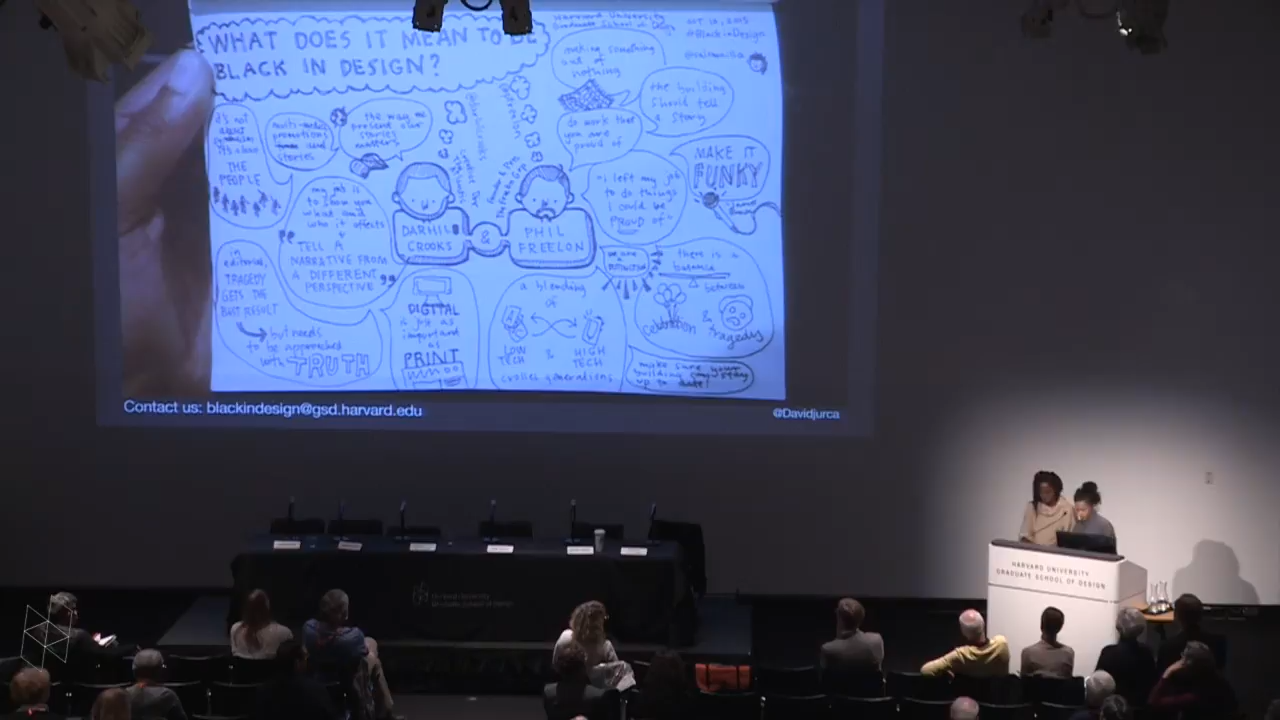 WHAT DOES IT MEAN TO BE
BLACK IN DESIGN?
Harvard University
Graduate School of Design
OCT 10, 2015
#BlackinDesign
making something
out of
nothing
the building
should tell
a story
do work that
you are
proud of
MAKE IT
FUNKY
"I left my job
to do things
I could be
PROUD OF"
it's not
about
it's about
THE
PEOPLE
the way we
present our
stories
matters
my job is
to show you
what and
who it affects
+
TELL A
NARRATIVE FROM
A DIFFERENT
PERSPECTIVE
DARHIL
CROOKS
&
PHIL
FREELON
in
editorial,
TRAGEDY
GETS THE
BEST RESULT
but needs
to be approached
with TRUTH
DIGITAL
is just as
important
as
PRINT
a blending
of
LOW
TECH
&
HIGH
TECH
generations
there is a
balance
between
celebration
&
tragedy
make sure your
building
up to date!
Contact us: blackindesign@gsd.harvard.edu
@Davidjurca
HARVARD UNIVERSITY
GRADUATE SCHOOL OF DESIGN